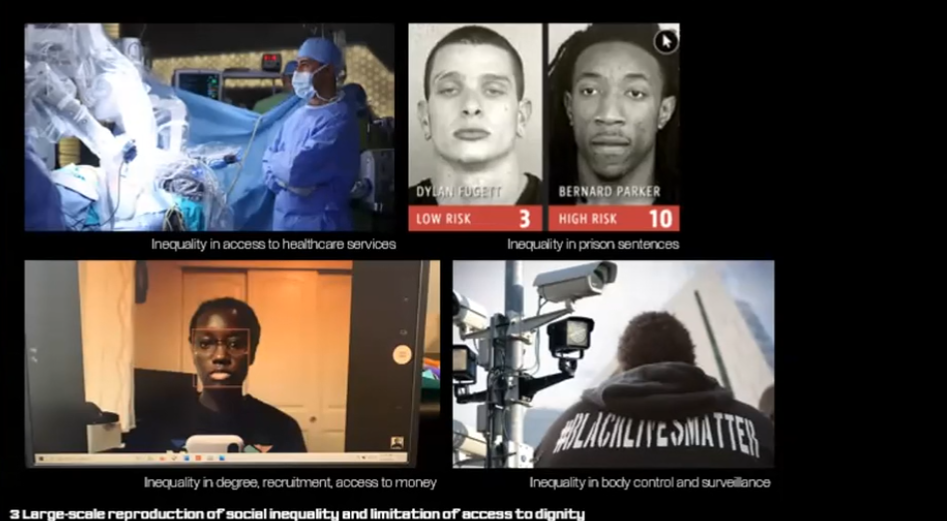 DYLAN FUGETT
LOW RISK 3
BERNARD PARKER
HIGH RISK 10
Inequality in access to healthcare services
Inequality in prison sentences
#BLACKLIVESMATTER
Inequality in degree, recruitment, access to money
Inequality in body control and surveillance
3 Large-scale reproduction of social inequality and limitation of access to dignity